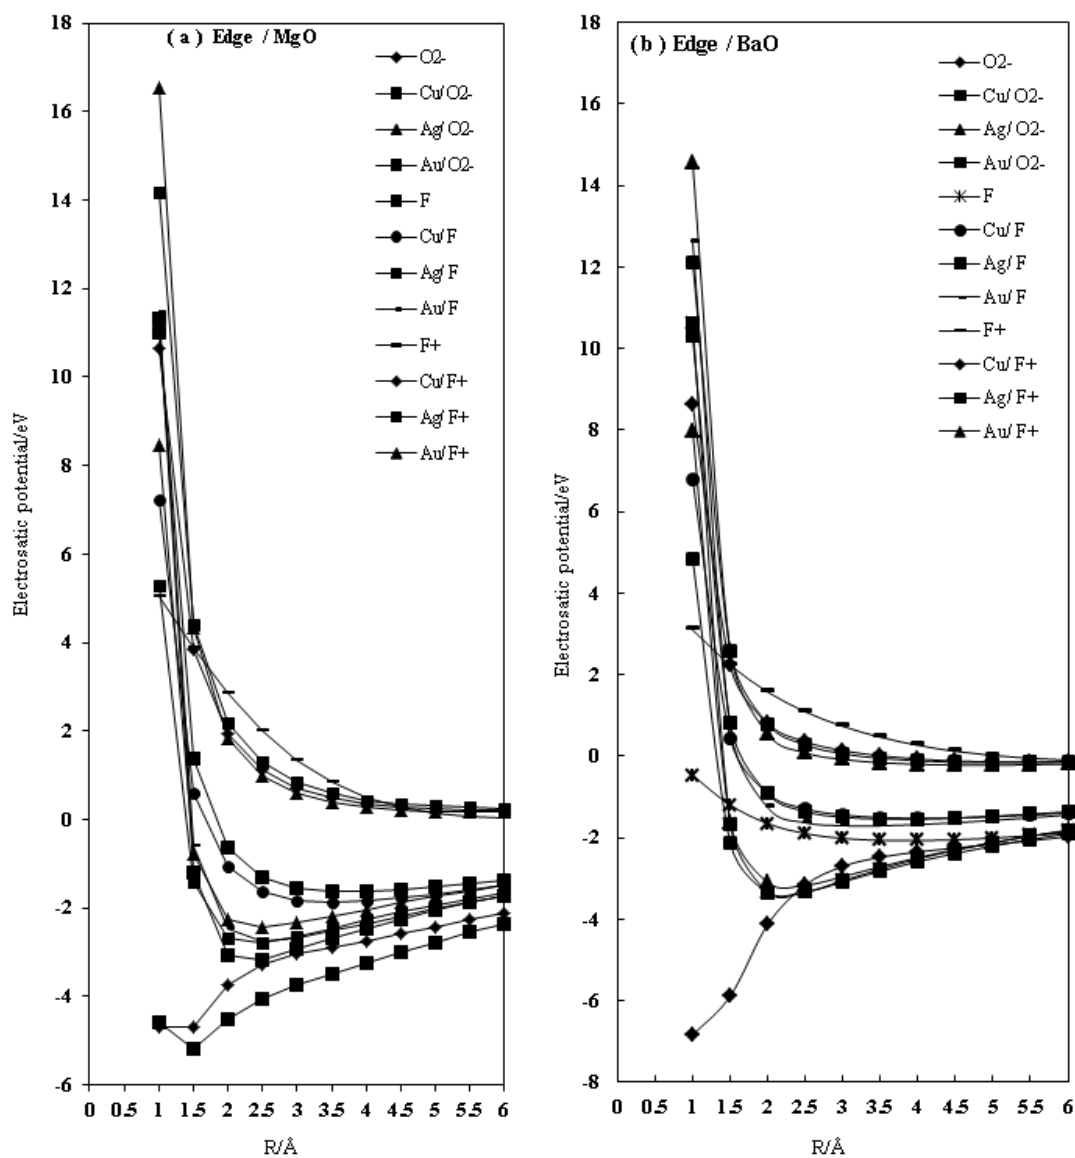 ( a ) Edge / MgO
Electrosatic potential/eV
18
16
14
12
10
8
6
4
2
0
-2
-4
-6
0 0.5 1 1.5 2 2.5 3 3.5 4 4.5 5 5.5 6
R/Å
O2-
Cu/O2-
Ag/O2-
Au/O2-
F
Cu/F
Ag/F
Au/F
F+
Cu/F+
Ag/F+
Au/F+
( b ) Edge / BaO
Electrosatic potential/eV
18
16
14
12
10
8
6
4
2
0
-2
-4
-6
-8
0 0.5 1 1.5 2 2.5 3 3.5 4 4.5 5 5.5 6
R/Å
O2-
Cu/O2-
Ag/O2-
Au/O2-
F
Cu/F
Ag/F
Au/F
F+
Cu/F+
Ag/F+
Au/F+